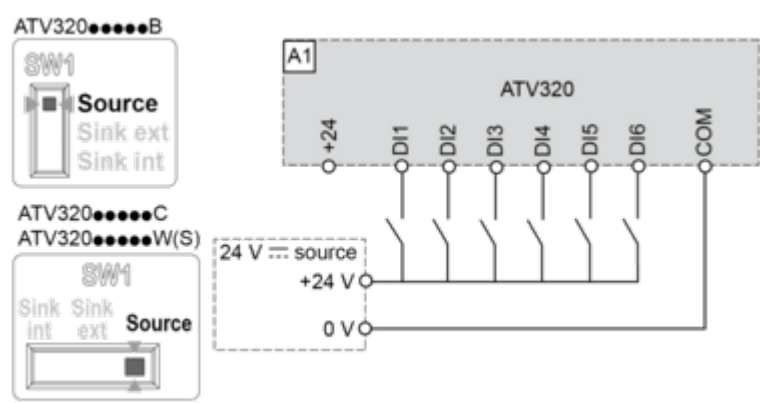 ATV320●●●●●B
SW1
Source
Sink ext
Sink int
ATV320●●●●●C
ATV320●●●●●W(S)
SW1
Sink int
Sink ext
Source
A1
ATV320
+24
DI1
DI2
DI3
DI4
DI5
DI6
COM
24 V ⎓ source
+24 V
0 V